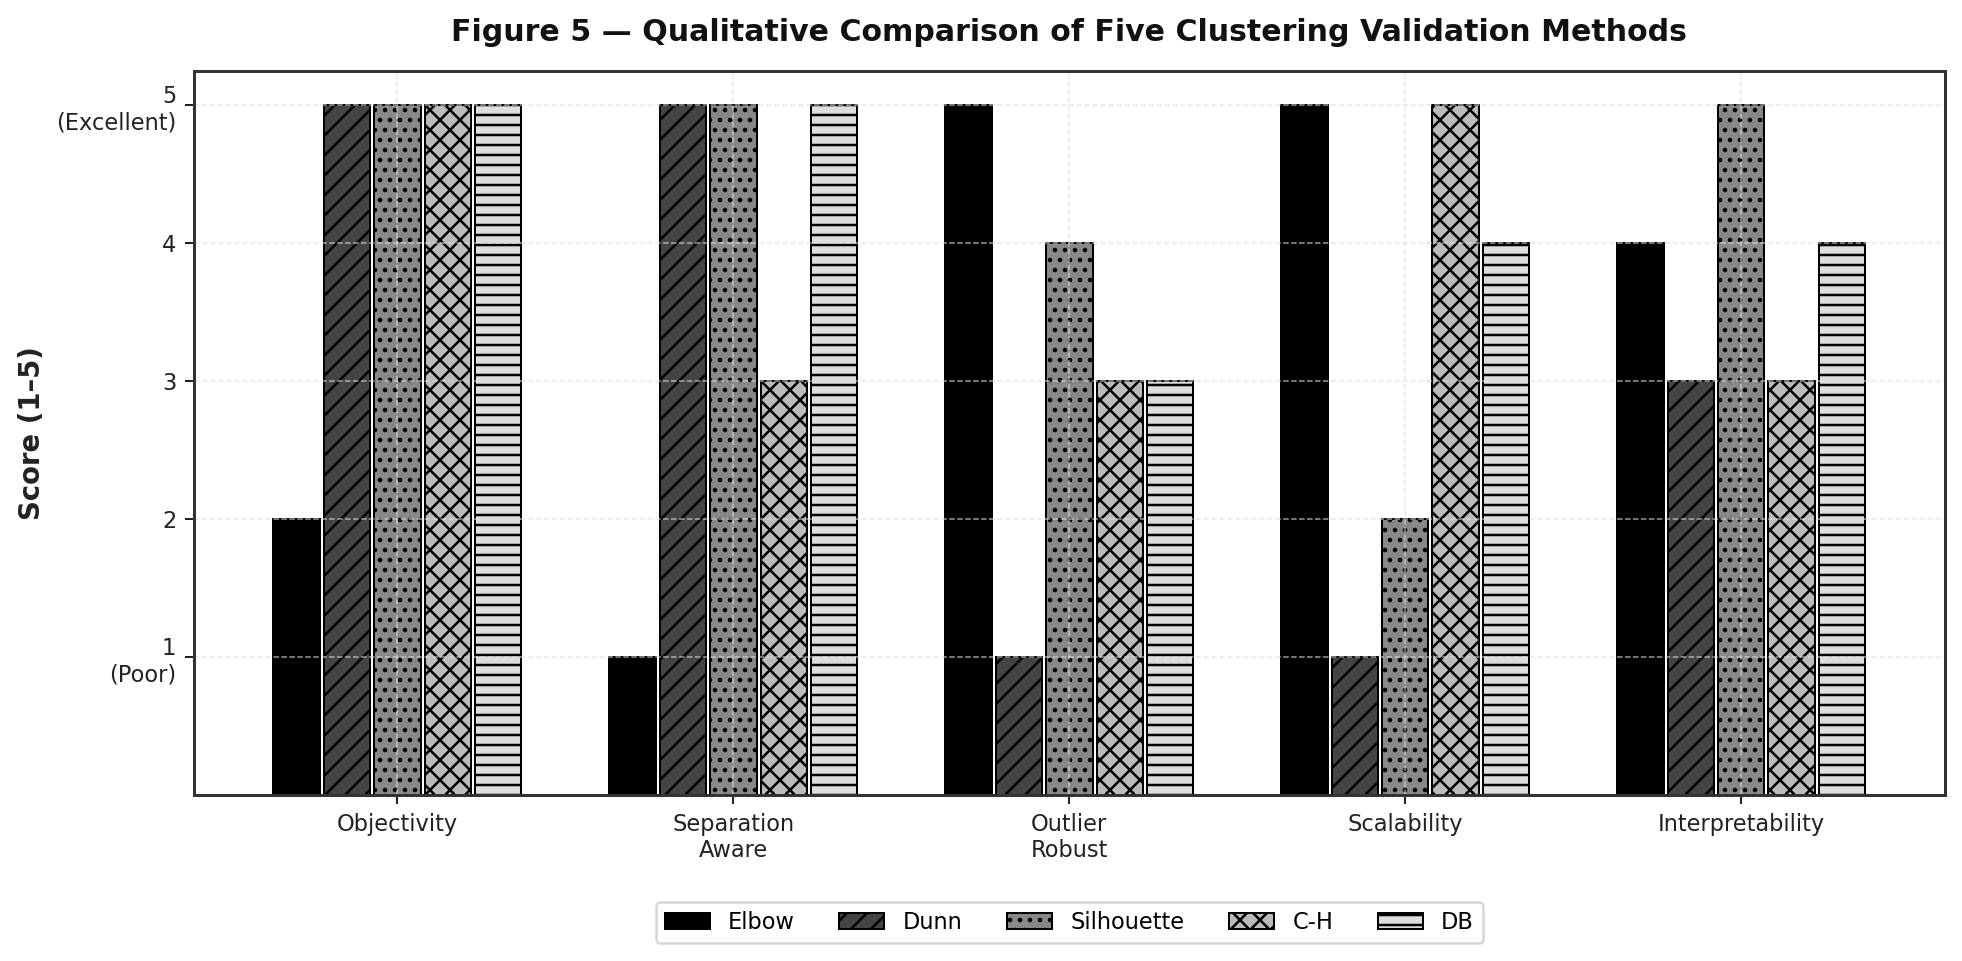 Figure 5 — Qualitative Comparison of Five Clustering Validation Methods
Score (1–5)
5
(Excellent)
4
3
2
1
(Poor)
Objectivity
Separation
Aware
Outlier
Robust
Scalability
Interpretability
Elbow
Dunn
Silhouette
C-H
DB